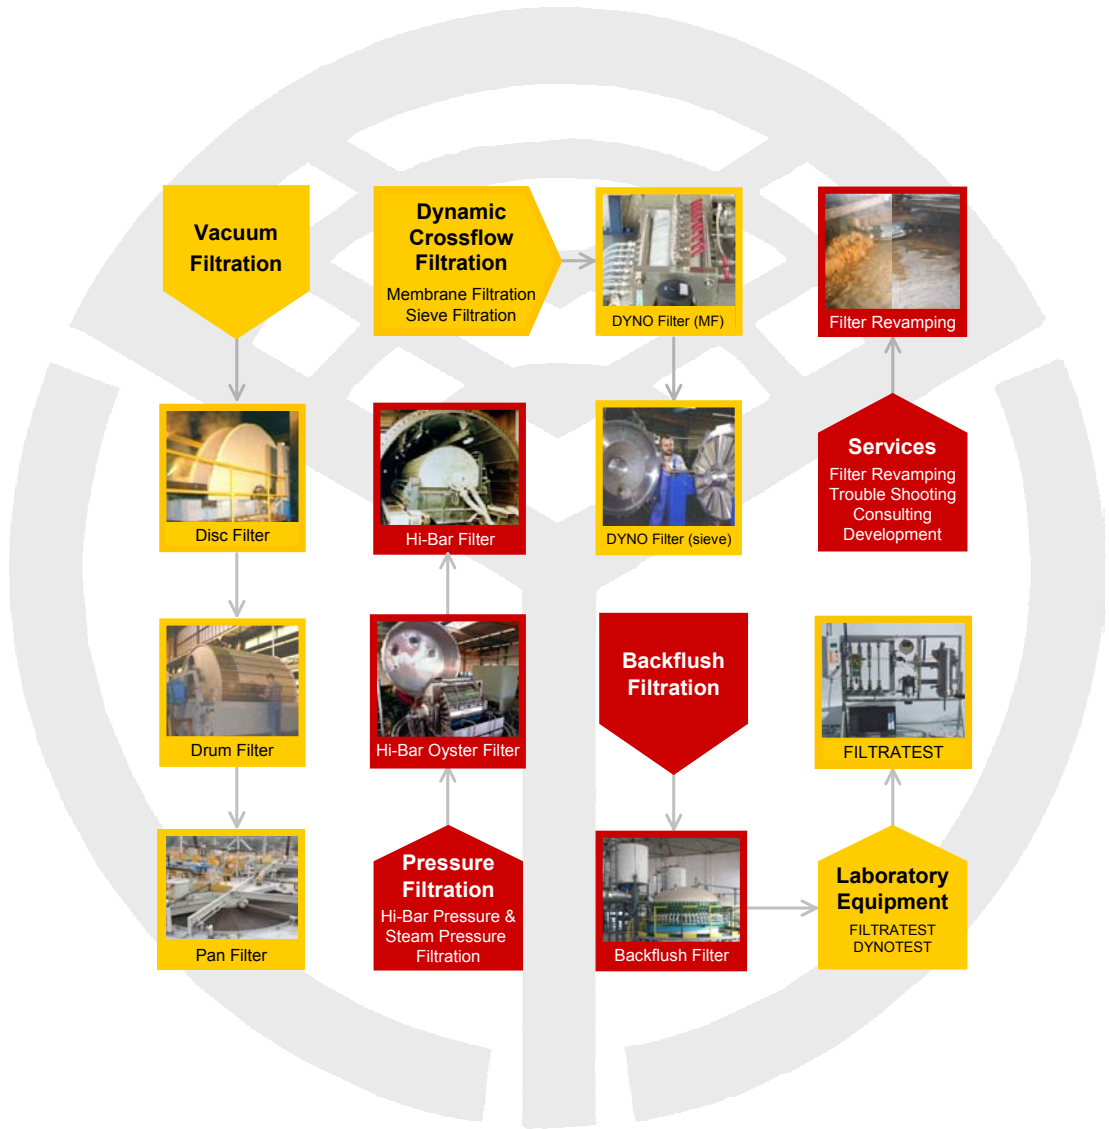 Vacuum
Filtration
Dynamic
Crossflow
Filtration
Membrane Filtration
Sieve Filtration
DYNO Filter (MF)
Filter Revamping
Disc Filter
Hi-Bar Filter
DYNO Filter (sieve)
Services
Filter Revamping
Trouble Shooting
Consulting
Development
Drum Filter
Hi-Bar Oyster Filter
Backflush
Filtration
FILTRATEST
Pan Filter
Pressure
Filtration
Hi-Bar Pressure &
Steam Pressure
Filtration
Backflush Filter
Laboratory
Equipment
FILTRATEST
DYNOTEST